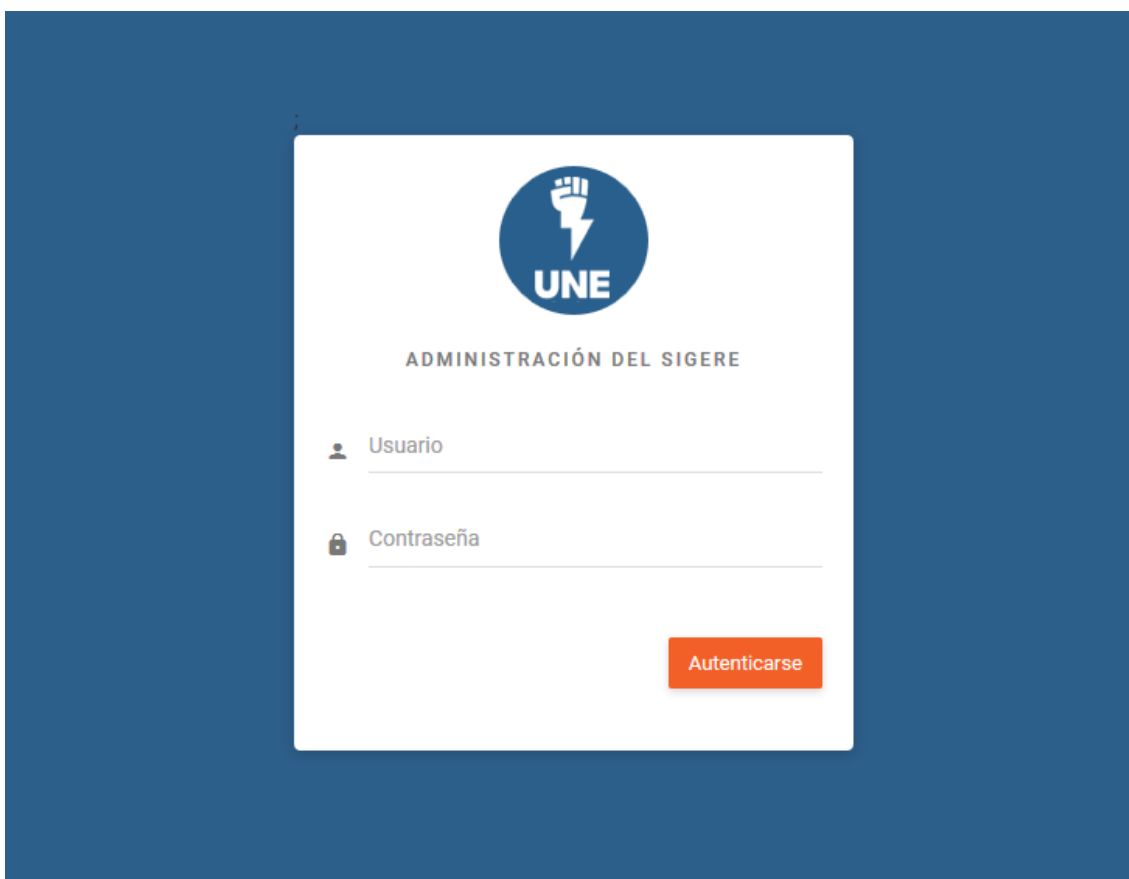 ;
UNE
ADMINISTRACIÓN DEL SIGERE
Usuario
Contraseña
Autenticarse